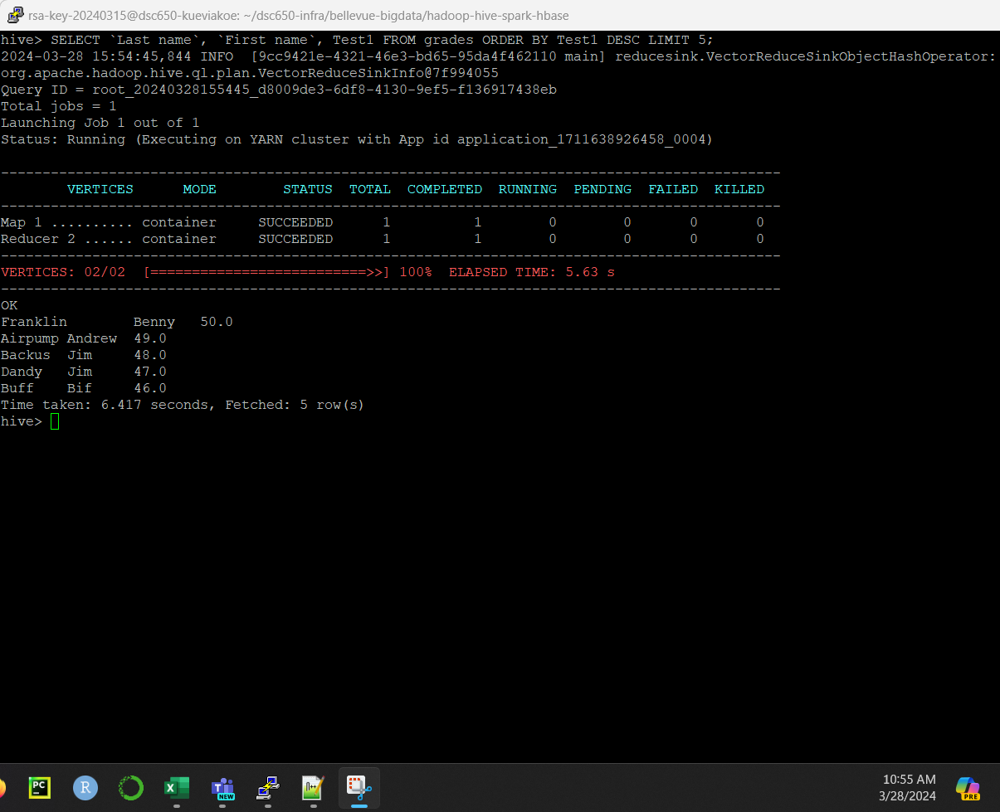 rsa-key-20240315@dsc650-kueviakoe: ~/dsc650-infra/bellevue-bigdata/hadoop-hive-spark-hbase
hive> SELECT `Last name`, `First name`, Test1 FROM grades ORDER BY Test1 DESC LIMIT 5;
2024-03-28 15:54:45,844 INFO  [9cc9421e-4321-46e3-bd65-95da4f462110 main] reducesink.VectorReduceSinkObjectHashOperator:
org.apache.hadoop.hive.ql.plan.VectorReduceSinkInfo@7f994055
Query ID = root_20240328155445_d8009de3-6df8-4130-9ef5-f136917438eb
Total jobs = 1
Launching Job 1 out of 1
Status: Running (Executing on YARN cluster with App id application_1711638926458_0004)
----------------------------------------------------------------------------------------------
        VERTICES      MODE        STATUS  TOTAL  COMPLETED  RUNNING  PENDING  FAILED  KILLED
----------------------------------------------------------------------------------------------
Map 1 .......... container     SUCCEEDED      1          1        0        0       0       0
Reducer 2 ...... container     SUCCEEDED      1          1        0        0       0       0
----------------------------------------------------------------------------------------------
VERTICES: 02/02  [==========================>>] 100%  ELAPSED TIME: 5.63 s
----------------------------------------------------------------------------------------------
OK
Franklin        Benny   50.0
Airpump Andrew  49.0
Backus  Jim     48.0
Dandy   Jim     47.0
Buff    Bif     46.0
Time taken: 6.417 seconds, Fetched: 5 row(s)
hive>
PC
R
X
T
NEW
10:55 AM
3/28/2024
PRE